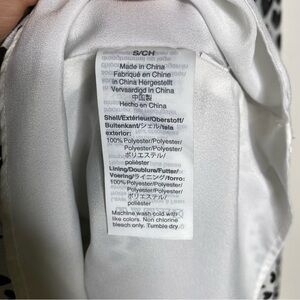 S/CH
Made in China
Fabriqué en Chine
in China Hergestellt
Vervaardigd in China
中国製
Hecho en China
Shell/Extérieur/Oberstoff/
Buitenkant/シェル/tela
exterior:
100% Polyester/Polyester/
Polyester/Polyester/
ポリエステル/
poliéster
Lining/Doublure/Futter/
Voering/ライニング/forro:
100% Polyester/Polyester/
Polyester/Polyester/
ポリエステル/
poliéster
Machine wash cold with
like colors. Non chlorine
bleach only. Tumble dry